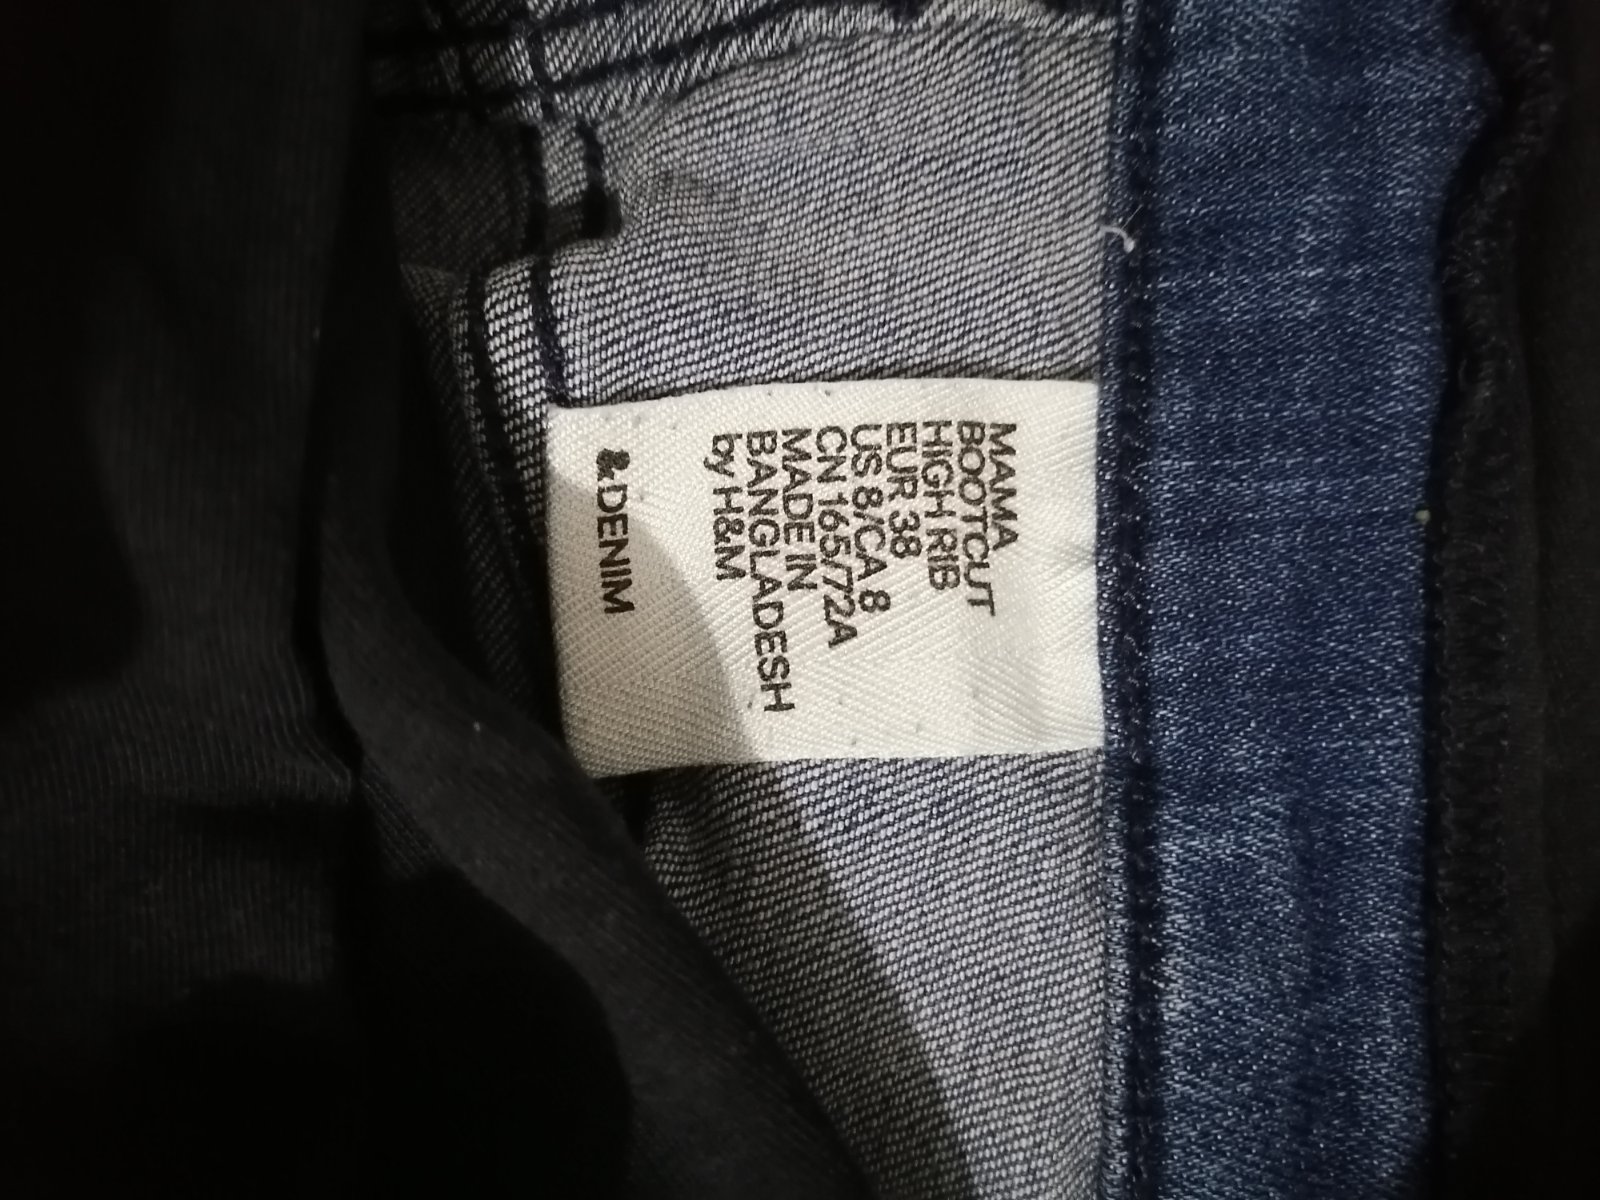 MAMA
BOOTCUT
HIGH RIB
EUR 38
US 8/CA 8
CN 165/72A
MADE IN
BANGLADESH
by H&M
&DENIM